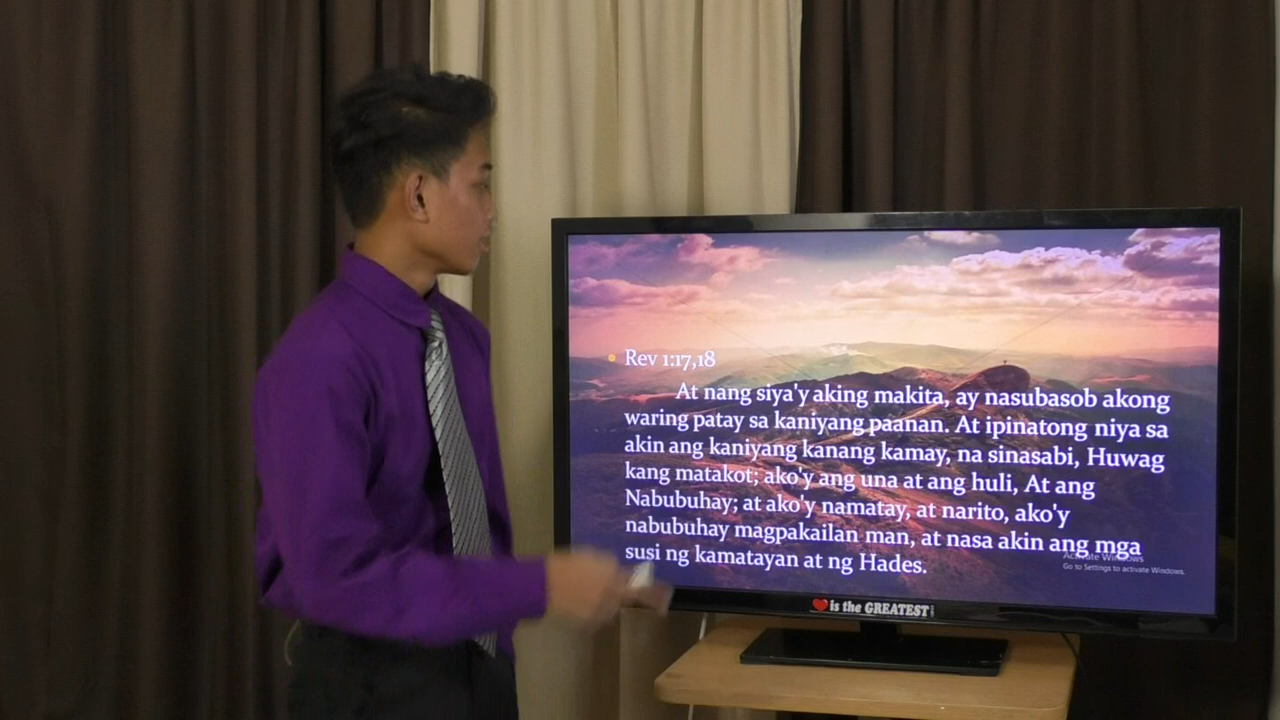 Rev 1:17,18
At nang siya'y aking makita, ay nasubasob akong
waring patay sa kaniyang paanan. At ipinatong niya sa
akin ang kaniyang kanang kamay, na sinasabi, Huwag
kang matakot; ako'y ang una at ang huli, At ang
Nabubuhay; at ako'y namatay, at narito, ako'y
nabubuhay magpakailan man, at nasa akin ang mga
susi ng kamatayan at ng Hades.
Activate Windows
Go to Settings to activate Windows.
is the GREATEST